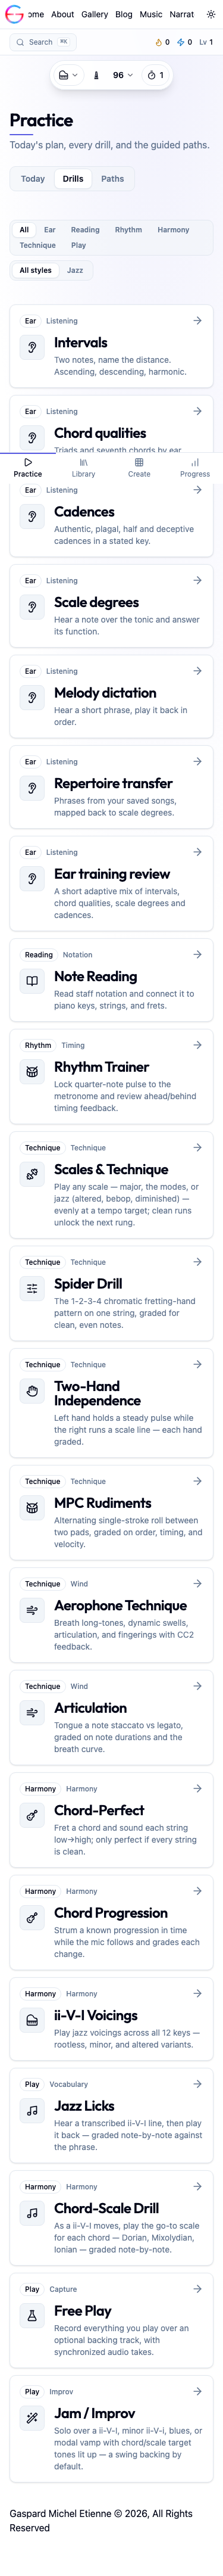 ome About Gallery Blog Music Narrat
Search ⌘K 0 0 Lv 1
96 1
Practice
Today's plan, every drill, and the guided paths.
Today Drills Paths
All Ear Reading Rhythm Harmony
Technique Play
All styles Jazz
Ear Listening
Intervals
Two notes, name the distance.
Ascending, descending, harmonic.
Ear Listening
Chord qualities
Triads and seventh chords by ear
Practice Library Create Progress
Ear Listening
Cadences
Authentic, plagal, half and deceptive
cadences in a stated key.
Ear Listening
Scale degrees
Hear a note over the tonic and answer
its function.
Ear Listening
Melody dictation
Hear a short phrase, play it back in
order.
Ear Listening
Repertoire transfer
Phrases from your saved songs,
mapped back to scale degrees.
Ear Listening
Ear training review
A short adaptive mix of intervals,
chord qualities, scale degrees and
cadences.
Reading Notation
Note Reading
Read staff notation and connect it to
piano keys, strings, and frets.
Rhythm Timing
Rhythm Trainer
Lock quarter-note pulse to the
metronome and review ahead/behind
timing feedback.
Technique Technique
Scales & Technique
Play any scale — major, the modes, or
jazz (altered, bebop, diminished) —
evenly at a tempo; clean runs
unlock the next rung.
Technique Technique
Spider Drill
The 1-2-3-4 chromatic fretting-hand
pattern on one string, graded for
clean, even notes.
Technique Technique
Two-Hand
Independence
Left hand holds a steady pulse while
the right runs a scale line — each hand
graded.
Technique Technique
MPC Rudiments
Alternating single-stroke roll between
two pads, graded on order, timing, and
velocity.
Technique Wind
Aerophone Technique
Breath long-tones, dynamic swells,
articulation, and fingerings with CC2
feedback.
Technique Wind
Articulation
Tongue a note staccato vs legato,
graded on note durations and the
breath curve.
Harmony Harmony
Chord-Perfect
Fret a chord and sound each string
low→high; only perfect if every string
is clean.
Harmony Harmony
Chord Progression
Strum a known progression in time
while the mic follows and grades each
change.
Harmony Harmony
ii-V-I Voicings
Play jazz voicings across all 12 keys —
rootless, minor, and altered variants.
Play Vocabulary
Jazz Licks
Hear a transcribed ii-V-I line, then play
it back — graded note-by-note against
the phrase.
Harmony Harmony
Chord-Scale Drill
As a ii-V-I moves, play the go-to scale
for each chord — Dorian, Mixolydian,
Ionian — graded note-by-note.
Play Capture
Free Play
Record everything you play over an
optional backing track, with
synchronized audio takes.
Play Improv
Jam / Improv
Solo over a ii-V-I, minor ii-V-i, blues, or
modal vamp with chord/scale target
tones lit up — a swing backing by
default.
Gaspard Michel Etienne © 2026, All Rights
Reserved